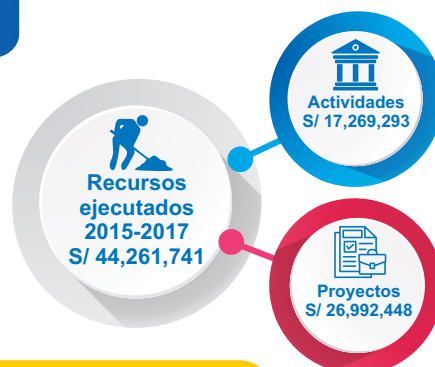 Recursos
ejecutados
2015-2017
S/ 44,261,741
Actividades
S/ 17,269,293
Proyectos
S/ 26,992,448